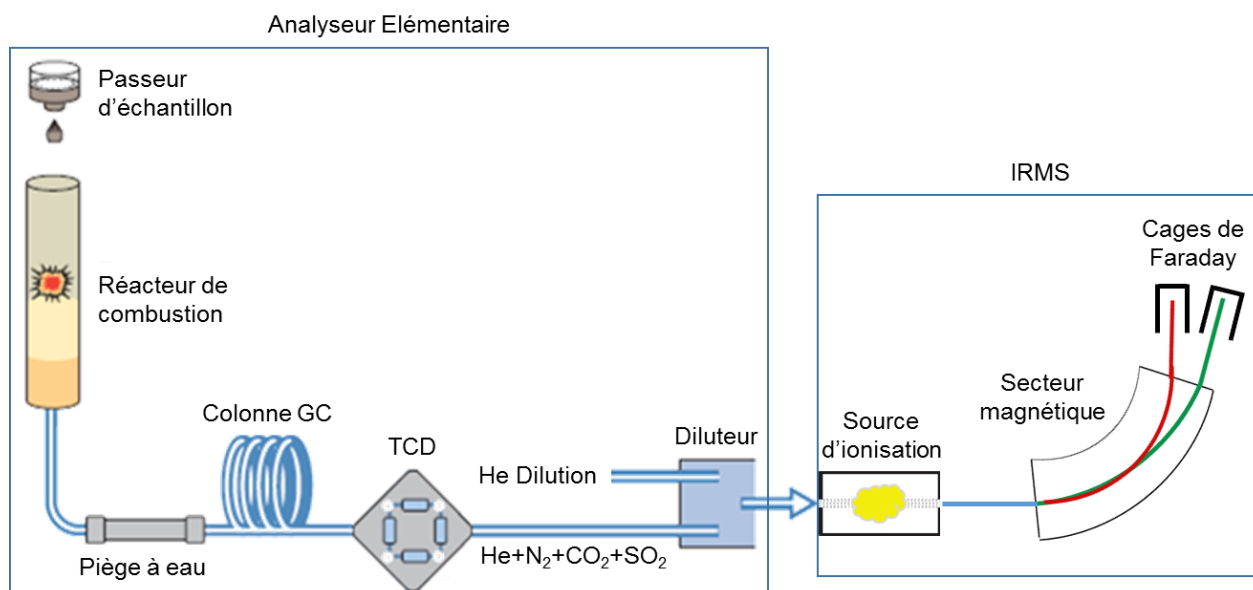 Analyseur Elémentaire
Passeur
d'échantillon
Réacteur de
combustion
Colonne GC
TCD
Piège à eau
He Dilution
He+N₂+CO₂+SO₂
Diluteur
IRMS
Cages de
Faraday
Secteur
magnétique
Source
d'ionisation